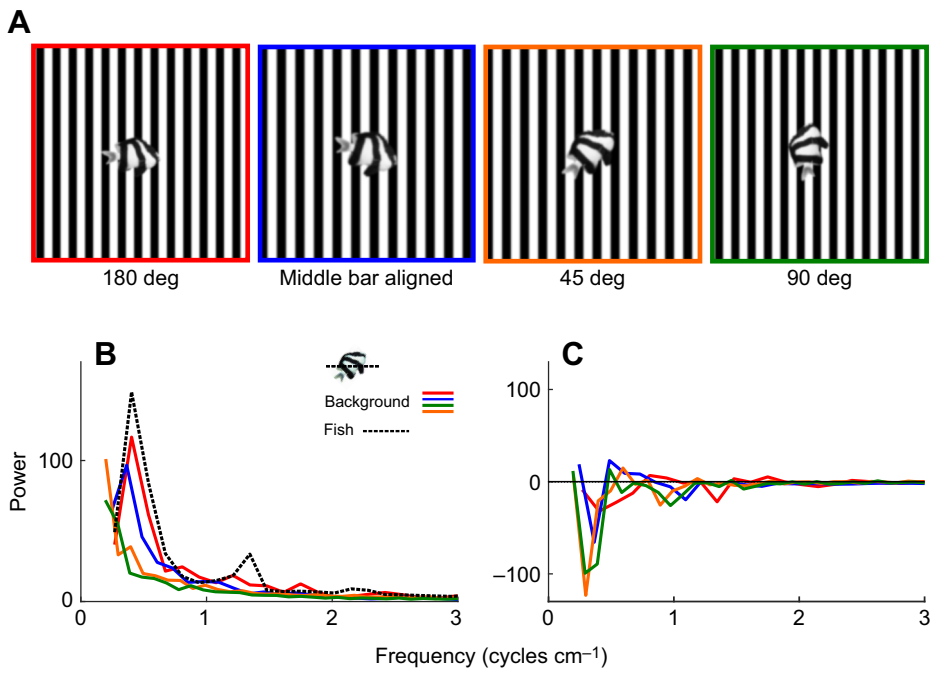 A
180 deg
Middle bar aligned
45 deg
90 deg
B
Background
Fish
Power
100
0
0
1
2
3
C
100
0
–100
0
1
2
3
Frequency (cycles cm–1)